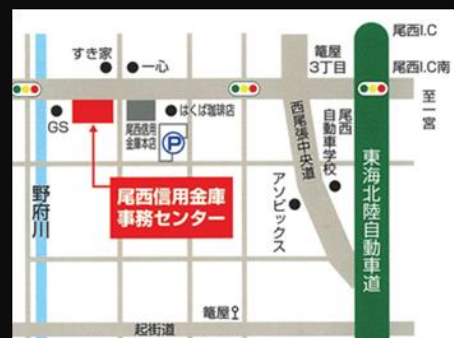 尾西I.C
すき家
一心
篭屋
3丁目
尾西I.C南
至一宮
GS
尾西信用
金庫本店
はくば珈琲店
P
西尾張中央道
尾西
自動車学校
野府川
尾西信用金庫
事務センター
アソビックス
東海北陸自動車道
篭屋
起街道